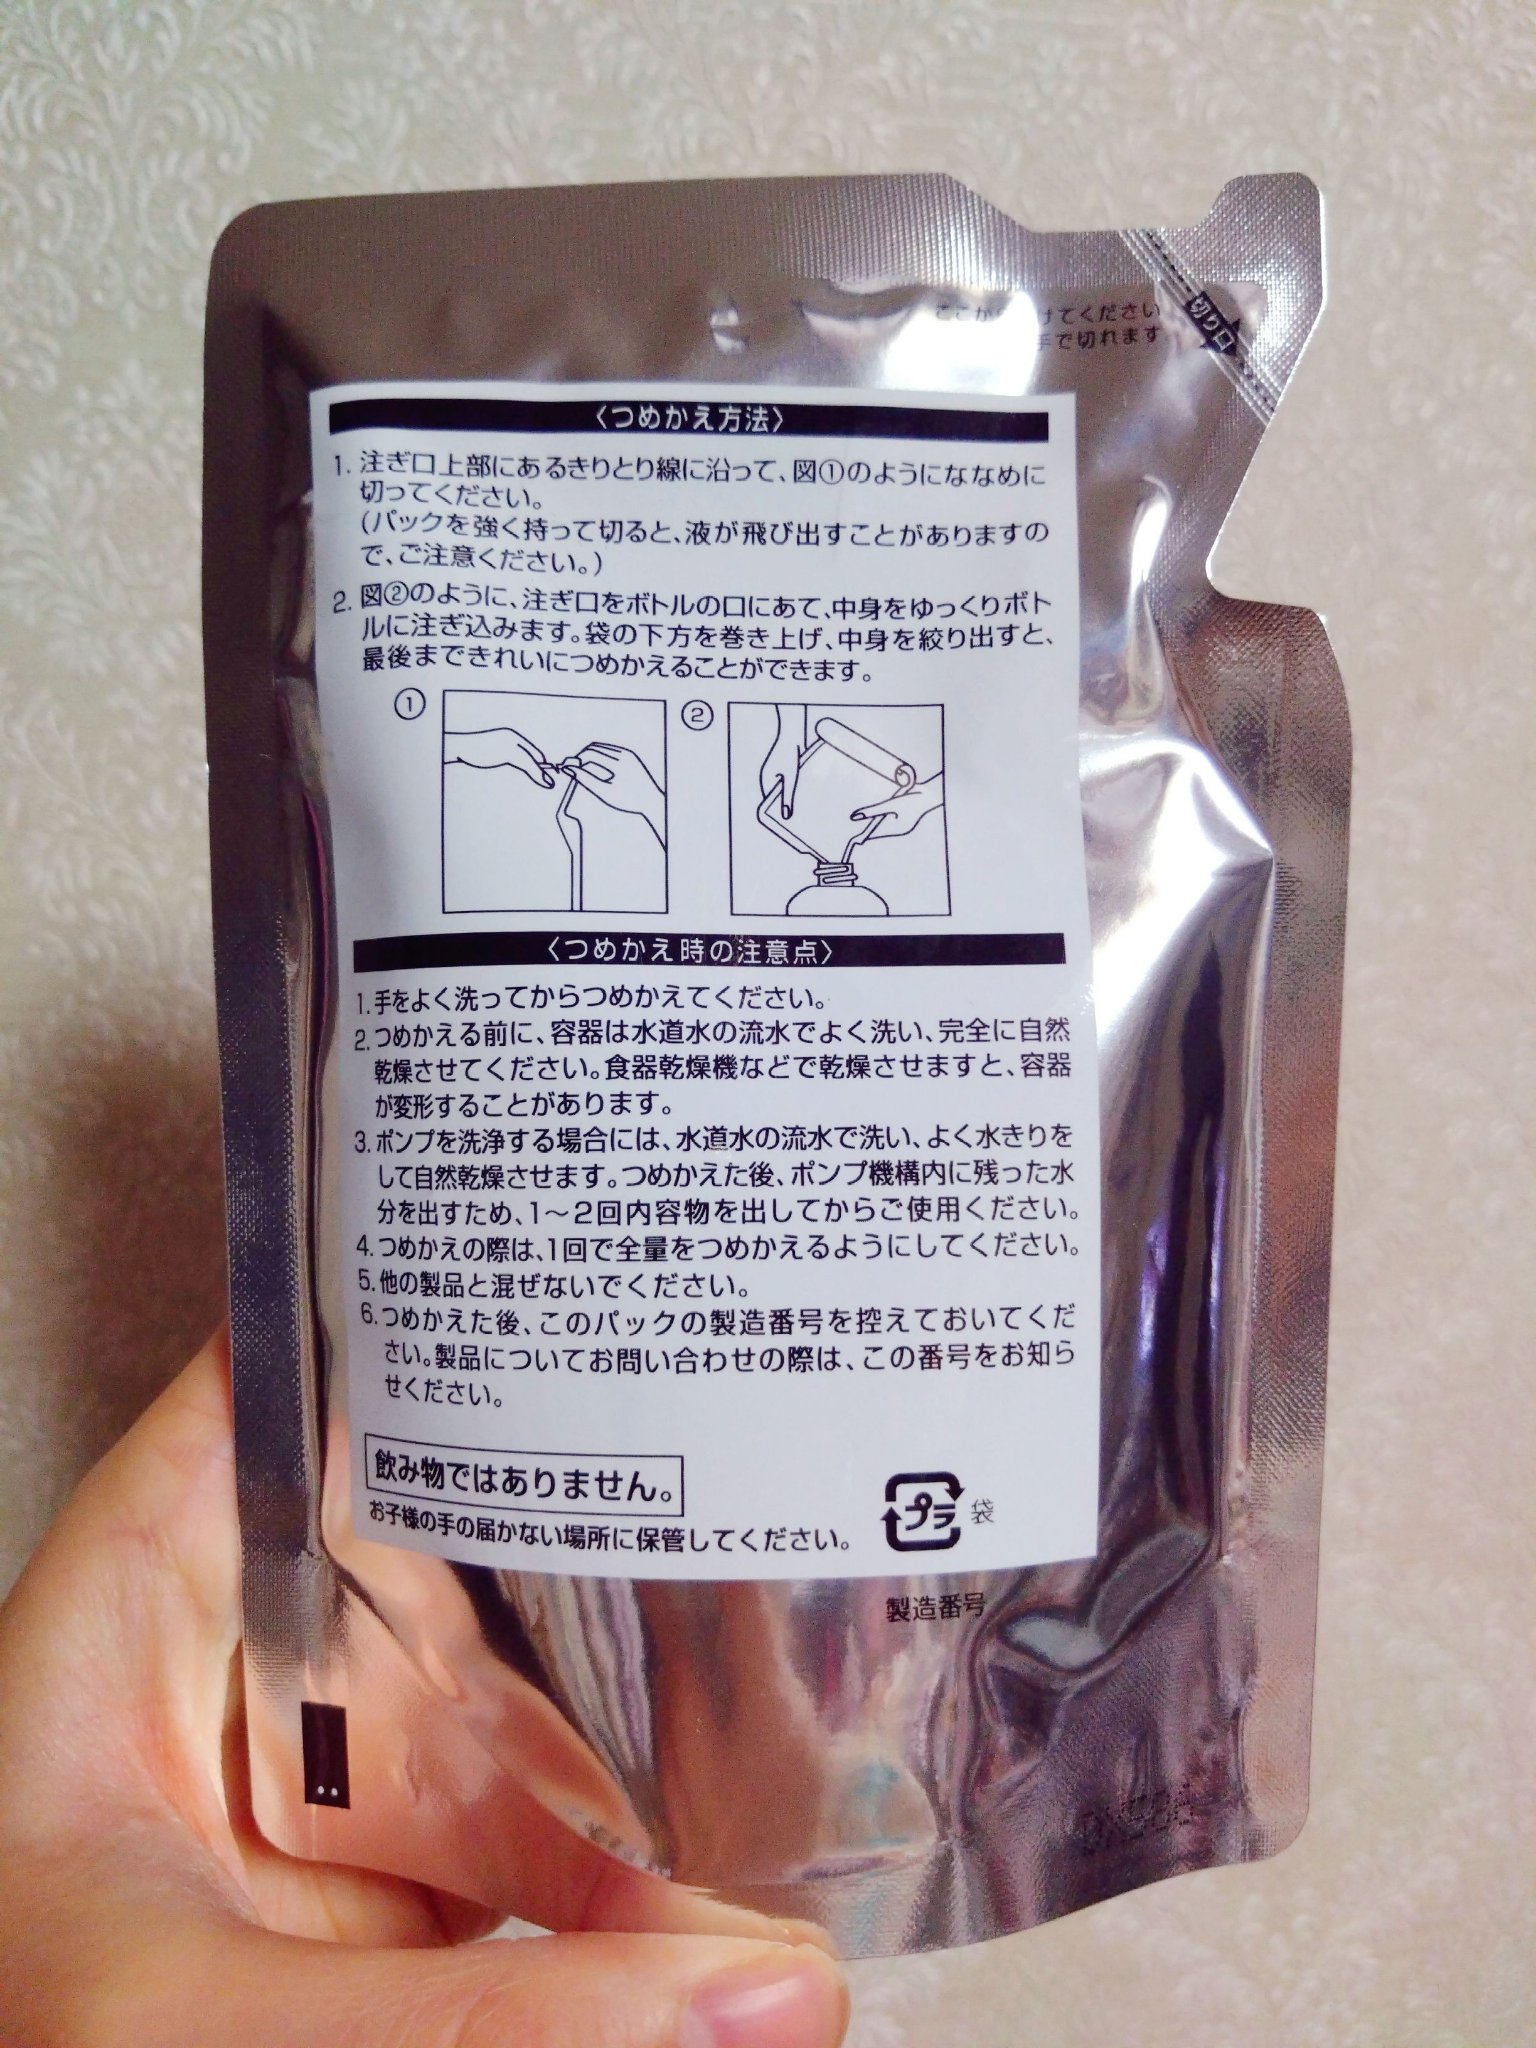 ここか けてください
手で切れます
切り口
〈つめかえ方法〉
1. 注ぎ口上部にあるきりとり線に沿って、図①のようにななめに
切ってください。
(パックを強く持って切ると、液が飛び出すことがありますの
で、ご注意ください。)
2. 図②のように、注ぎ口をボトルの口にあて、中身をゆっくりボト
ルに注ぎ込みます。袋の下方を巻き上げ、中身を絞り出すと、
最後まできれいにつめかえることができます。
① ②
〈つめかえ時の注意点〉
1. 手をよく洗ってからつめかえてください。
2. つめかえる前に、容器は水道水の流水でよく洗い、完全に自然
乾燥させてください。食器乾燥機などで乾燥させますと、容器
が変形することがあります。
3. ポンプを洗浄する場合には、水道水の流水で洗い、よく水きりを
して自然乾燥させます。つめかえた後、ポンプ機構内に残った水
分を出すため、1〜2回内容物を出してからご使用ください。
4. つめかえの際は、1回で全量をつめかえるようにしてください。
5. 他の製品と混ぜないでください。
6. つめかえた後、このパックの製造番号を控えておいてくだ
さい。製品についてお問い合わせの際は、この番号をお知ら
せください。
飲み物ではありません。
お子様の手の届かない場所に保管してください。
プラ 袋
製造番号